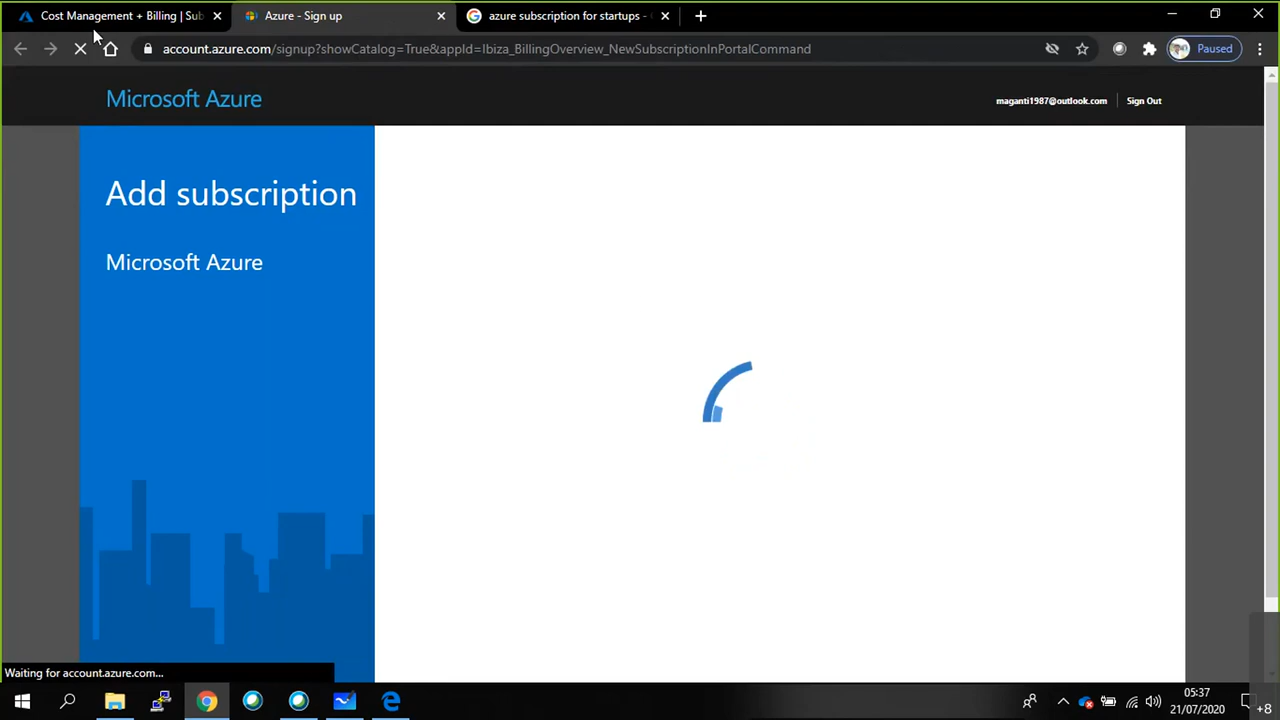 Cost Management + Billing | Sub
Azure - Sign up
azure subscription for startups -
account.azure.com/signup?showCatalog=True&appId=Ibiza_BillingOverview_NewSubscriptionInPortalCommand
Paused
Microsoft Azure
maganti1987@outlook.com
Sign Out
Add subscription
Microsoft Azure
Waiting for account.azure.com...
05:37
21/07/2020
+8